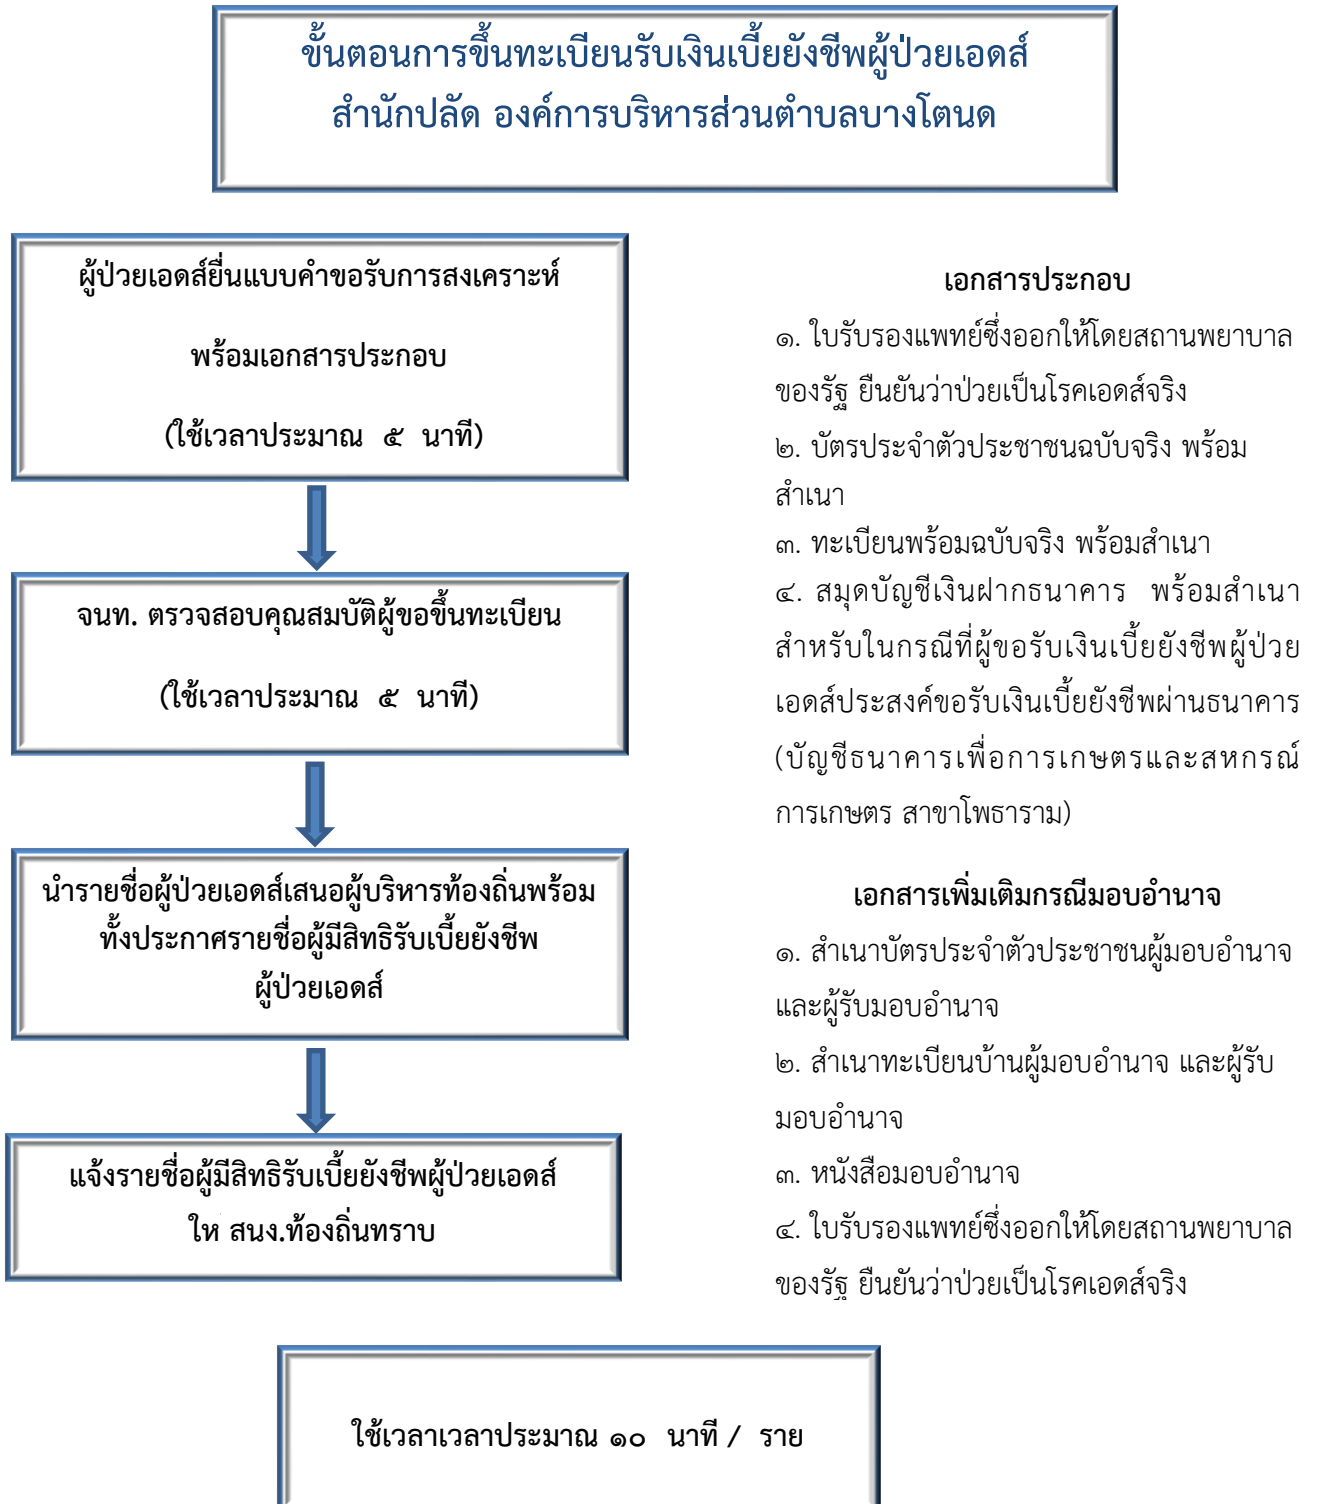 ขั้นตอนการขึ้นทะเบียนรับเงินเบี้ยยังชีพผู้ป่วยเอดส์
สำนักปลัด องค์การบริหารส่วนตำบลบางโตนด
ผู้ป่วยเอดส์ยื่นแบบคำขอรับการสงเคราะห์
พร้อมเอกสารประกอบ
(ใช้เวลาประมาณ ๕ นาที)
จนท. ตรวจสอบคุณสมบัติผู้ขอขึ้นทะเบียน
(ใช้เวลาประมาณ ๕ นาที)
นำรายชื่อผู้ป่วยเอดส์เสนอผู้บริหารท้องถิ่นพร้อม
ทั้งประกาศรายชื่อผู้มีสิทธิรับเบี้ยยังชีพ
ผู้ป่วยเอดส์
แจ้งรายชื่อผู้มีสิทธิรับเบี้ยยังชีพผู้ป่วยเอดส์
ให้ สนง.ท้องถิ่นทราบ
เอกสารประกอบ
๑. ใบรับรองแพทย์ซึ่งออกให้โดยสถานพยาบาล
ของรัฐ ยืนยันว่าป่วยเป็นโรคเอดส์จริง
๒. บัตรประจำตัวประชาชนฉบับจริง พร้อม
สำเนา
๓. ทะเบียนพร้อมฉบับจริง พร้อมสำเนา
๔. สมุดบัญชีเงินฝากธนาคาร พร้อมสำเนา
สำหรับในกรณีที่ผู้ขอรับเงินเบี้ยยังชีพผู้ป่วย
เอดส์ประสงค์ขอรับเงินเบี้ยยังชีพผ่านธนาคาร
(บัญชีธนาคารเพื่อการเกษตรและสหกรณ์
การเกษตร สาขาโพธาราม)
เอกสารเพิ่มเติมกรณีมอบอำนาจ
๑. สำเนาบัตรประจำตัวประชาชนผู้มอบอำนาจ
และผู้รับมอบอำนาจ
๒. สำเนาทะเบียนบ้านผู้มอบอำนาจ และผู้รับ
มอบอำนาจ
๓. หนังสือมอบอำนาจ
๔. ใบรับรองแพทย์ซึ่งออกให้โดยสถานพยาบาล
ของรัฐ ยืนยันว่าป่วยเป็นโรคเอดส์จริง
ใช้เวลาเวลาประมาณ ๑๐ นาที / ราย